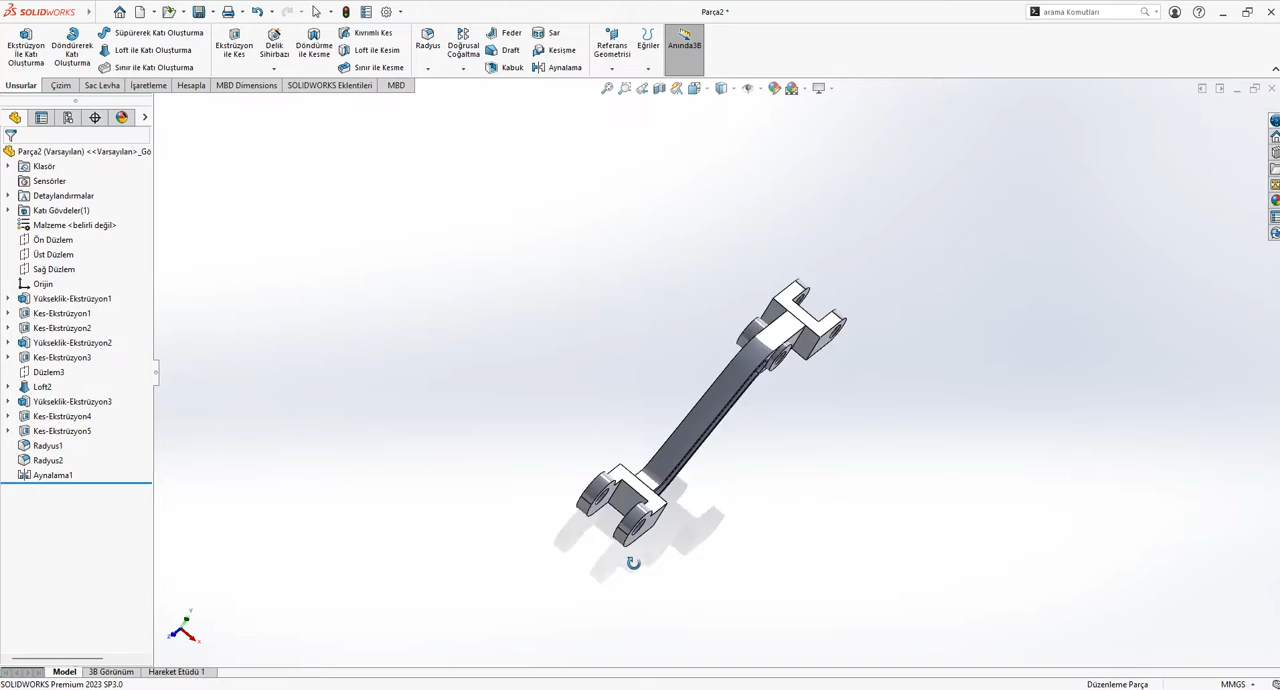 SOLIDWORKS
Parça2 *
arama Komutları
Ekstrüzyon İle Katı Oluşturma
Döndürerek Katı Oluşturma
Süpürerek Katı Oluşturma
Loft ile Katı Oluşturma
Sınır ile Katı Oluşturma
Ekstrüzyon ile Kes
Delik Sihirbazı
Döndürme ile Kesme
Kıvrımlı Kes
Loft ile Kesim
Sınır ile Kesme
Radyus
Doğrusal Çoğaltma
Feder
Draft
Kabuk
Sar
Kesişme
Aynalama
Referans Geometrisi
Eğriler
Anında3B
Unsurlar
Çizim
Sac Levha
İşaretleme
Hesapla
MBD Dimensions
SOLIDWORKS Eklentileri
MBD
Parça2 (Varsayılan) <<Varsayılan>_Gö
Klasör
Sensörler
Detaylandırmalar
Katı Gövdeler(1)
Malzeme <belirli değil>
Ön Düzlem
Üst Düzlem
Sağ Düzlem
Orijin
Yükseklik-Ekstrüzyon1
Kes-Ekstrüzyon1
Kes-Ekstrüzyon2
Yükseklik-Ekstrüzyon2
Kes-Ekstrüzyon3
Düzlem3
Loft2
Yükseklik-Ekstrüzyon3
Kes-Ekstrüzyon4
Kes-Ekstrüzyon5
Radyus1
Radyus2
Aynalama1
Y
Z
X
Model
3B Görünüm
Hareket Etüdü 1
SOLIDWORKS Premium 2023 SP3.0
Düzenleme Parça
MMGS